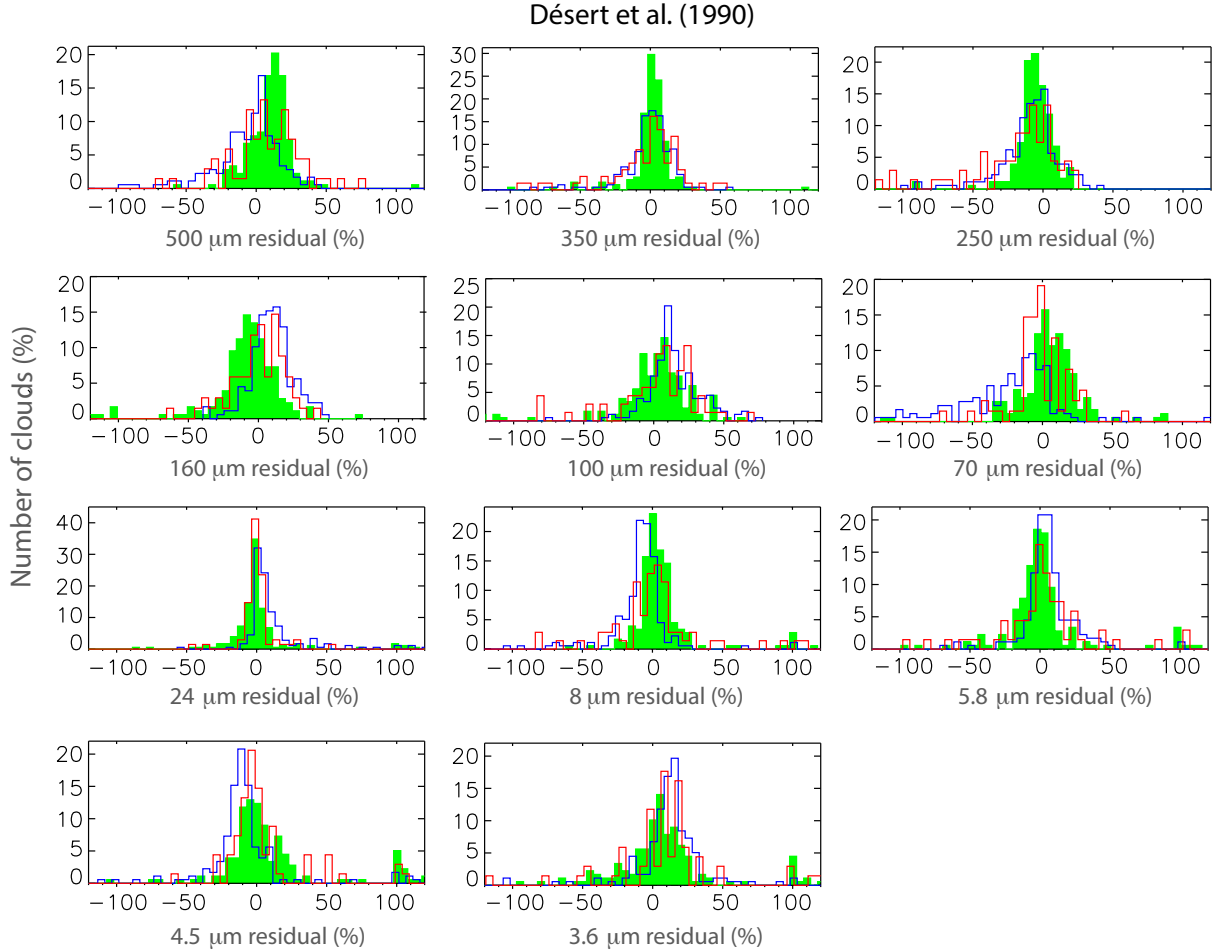 Désert et al. (1990)
Number of clouds (%)
20
15
10
5
0
−100 −50 0 50 100
500 μm residual (%)
30
25
20
15
10
5
0
−100 −50 0 50 100
350 μm residual (%)
20
15
10
5
0
−100 −50 0 50 100
250 μm residual (%)
20
15
10
5
0
−100 −50 0 50 100
160 μm residual (%)
25
20
15
10
5
0
−100 −50 0 50 100
100 μm residual (%)
20
15
10
5
0
−100 −50 0 50 100
70 μm residual (%)
40
30
20
10
0
−100 −50 0 50 100
24 μm residual (%)
20
15
10
5
0
−100 −50 0 50 100
8 μm residual (%)
20
15
10
5
0
−100 −50 0 50 100
5.8 μm residual (%)
20
15
10
5
0
−100 −50 0 50 100
4.5 μm residual (%)
20
15
10
5
0
−100 −50 0 50 100
3.6 μm residual (%)